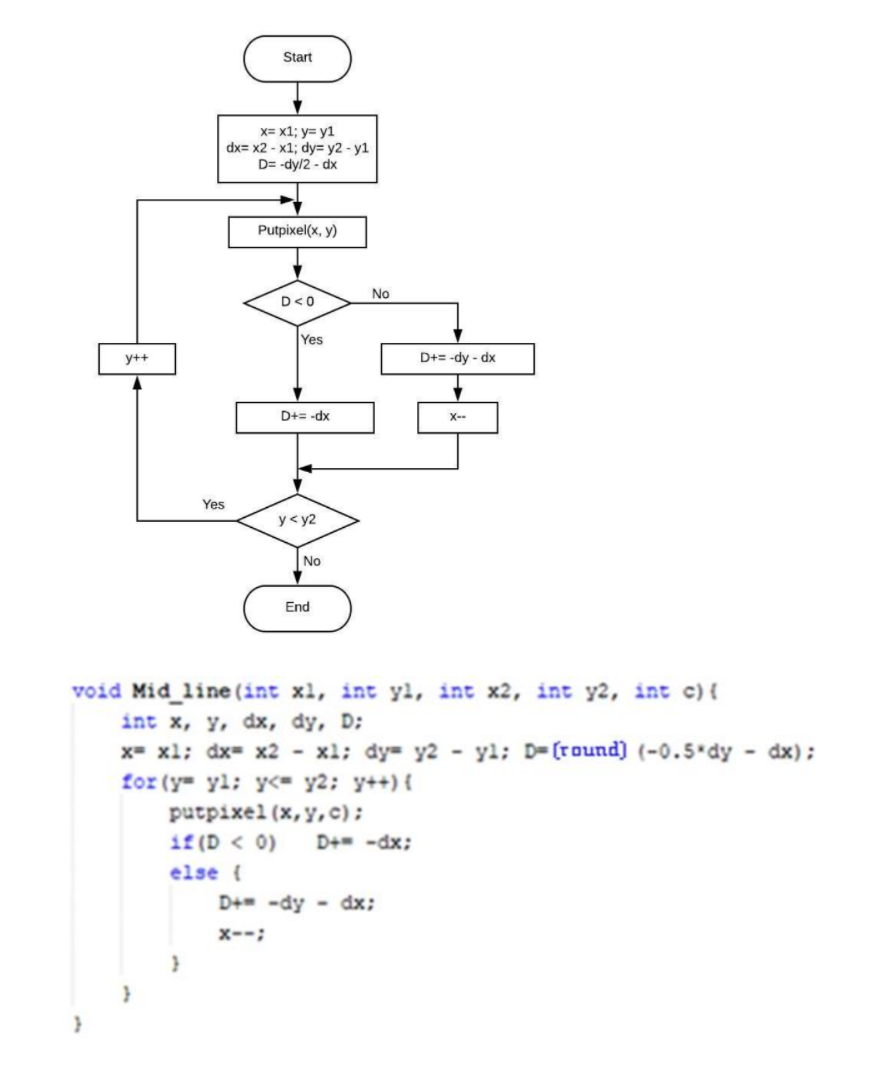 Start
x= x1; y= y1
dx= x2 - x1; dy= y2 - y1
D= -dy/2 - dx
Putpixel(x, y)
D < 0
No
Yes
y++
D+= -dy - dx
D+= -dx
x--
Yes
y < y2
No
End
void Mid_line(int x1, int y1, int x2, int y2, int c){
int x, y, dx, dy, D;
x= x1; dx= x2 - x1; dy= y2 - y1; D=(round) (-0.5*dy - dx);
for(y= y1; y<= y2; y++){
putpixel(x,y,c);
if(D < 0) D+= -dx;
else {
D+= -dy - dx;
x--;
}
}
}